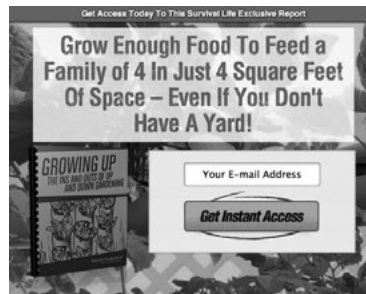 Get Access Today To This Survival Life Exclusive Report
Grow Enough Food To Feed a
Family of 4 In Just 4 Square Feet
Of Space – Even If You Don't
Have A Yard!
GROWING UP
THE INS AND OUTS OF UP
AND DOWN GARDENING
Your E-mail Address
Get Instant Access